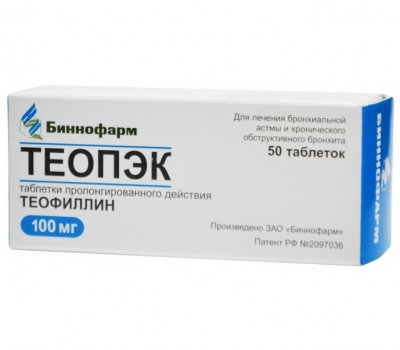 Биннофарм
Для лечения бронхиальной
астмы и хронического
обструктивного бронхита
50 таблеток
ТЕОПЭК
таблетки пролонгированного действия
ТЕОФИЛЛИН
100 мг
Произведено ЗАО «Биннофарм»
Патент РФ №2097036
БИННОФАРМ